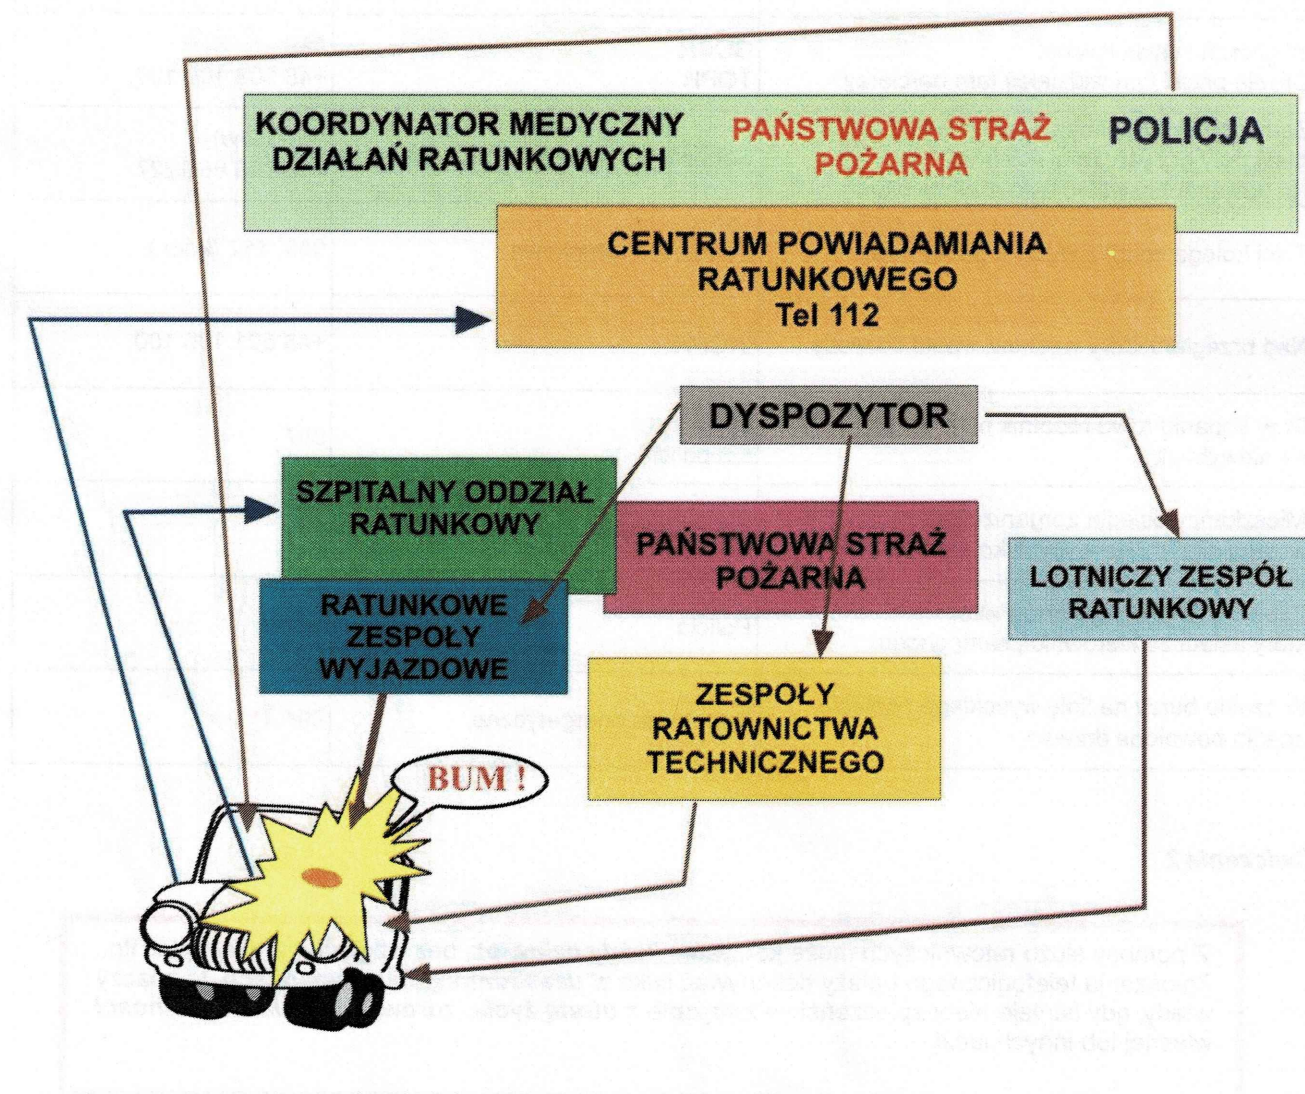 KOORDYNATOR MEDYCZNY
DZIAŁAŃ RATUNKOWYCH
PAŃSTWOWA STRAŻ
POŻARNA
POLICJA
CENTRUM POWIADAMIANIA
RATUNKOWEGO
Tel 112
DYSPOZYTOR
SZPITALNY ODDZIAŁ
RATUNKOWY
PAŃSTWOWA STRAŻ
POŻARNA
LOTNICZY ZESPÓŁ
RATUNKOWY
RATUNKOWE
ZESPOŁY
WYJAZDOWE
ZESPOŁY
RATOWNICTWA
TECHNICZNEGO
BUM !